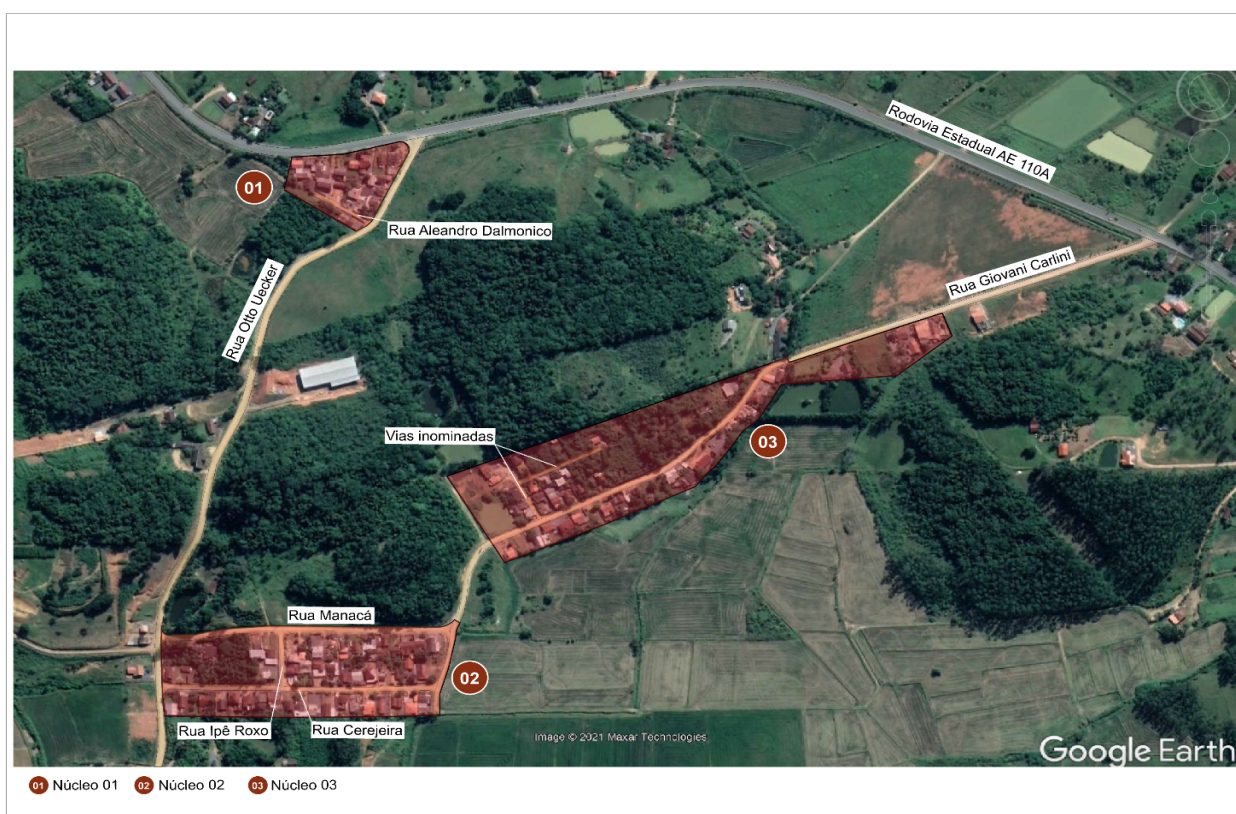 Rodovia Estadual AE 110A
01
Rua Aleandro Dalmonico
Rua Giovani Carlini
Rua Otto Uecker
Vias inominadas
03
Rua Manacá
02
Rua Ipê Roxo
Rua Cerejeira
Image © 2021 Maxar Technologies
Google Earth
01 Núcleo 01
02 Núcleo 02
03 Núcleo 03